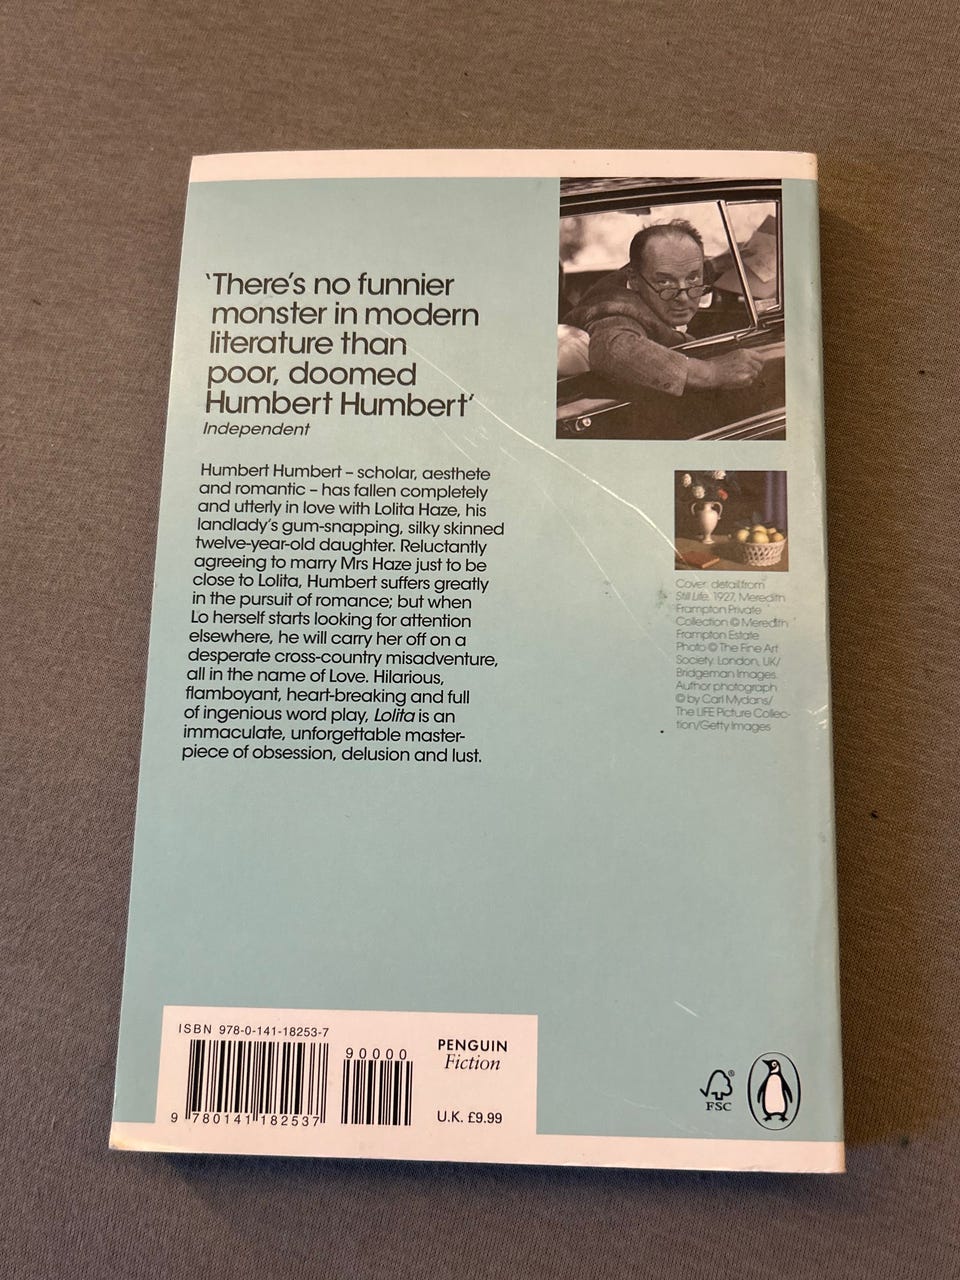 ‘There’s no funnier
monster in modern
literature than
poor, doomed
Humbert Humbert’
Independent
Humbert Humbert – scholar, aesthete
and romantic – has fallen completely
and utterly in love with Lolita Haze, his
landlady’s gum-snapping, silky skinned
twelve-year-old daughter. Reluctantly
agreeing to marry Mrs Haze just to be
close to Lolita, Humbert suffers greatly
in the pursuit of romance; but when
Lo herself starts looking for attention
elsewhere, he will carry her off on a
desperate cross-country misadventure,
all in the name of Love. Hilarious,
flamboyant, heart-breaking and full
of ingenious word play, Lolita is an
immaculate, unforgettable master-
piece of obsession, delusion and lust.
Cover: detail from
Still Life, 1927, Meredith
Frampton Private
Collection © Meredith
Frampton Estate
Photo © The Fine Art
Society, London, UK/
Bridgeman Images.
Author photograph
© by Carl Mydans/
The LIFE Picture Collec-
tion/Getty Images
ISBN 978-0-141-18253-7
90000
9 780141 182537
PENGUIN
Fiction
U.K. £9.99
FSC